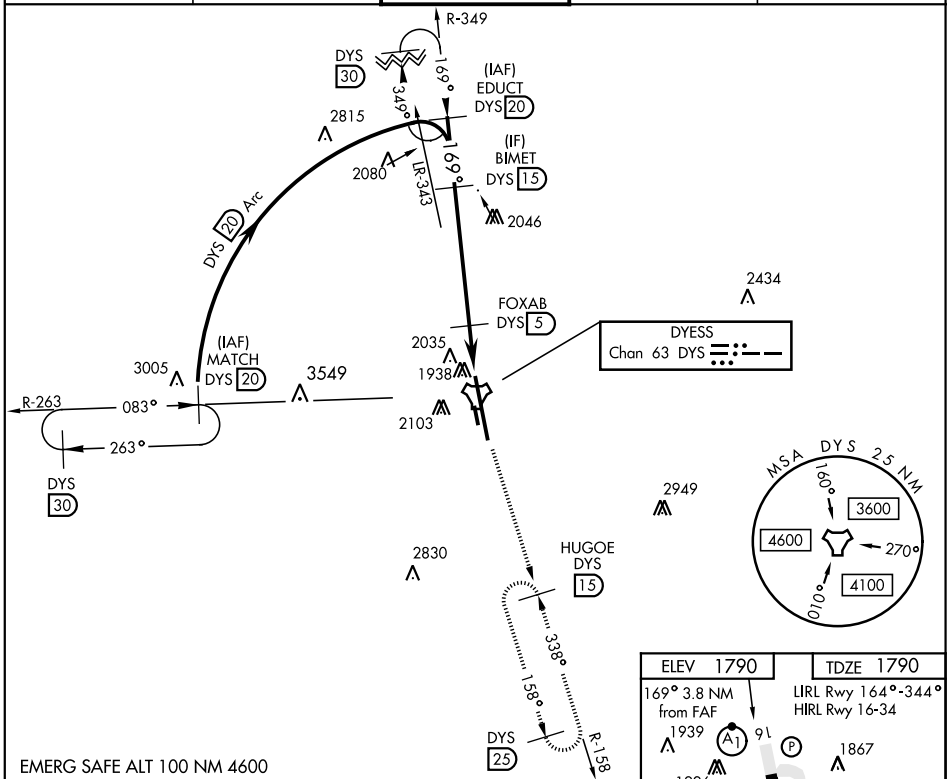 R-349
DYS
30
169°
349°
(IAF)
EDUCT
DYS 20
2815
(IF)
BIMET
DYS 15
169°
2080
LR-343
2046
DYS 20 Arc
2434
FOXAB
DYS 5
DYESS
Chan 63 DYS
2035
1938
(IAF)
MATCH
DYS 20
3005
3549
R-263
083°
263°
2103
DYS
30
MSA DYS 25 NM
160°
3600
4600
270°
4100
010°
2949
2830
HUGOE
DYS
15
338°
158°
DYS
25
R-158
ELEV 1790
TDZE 1790
169° 3.8 NM
from FAF
LIRL Rwy 164°-344°
HIRL Rwy 16-34
1939
A1
16
P
1867
EMERG SAFE ALT 100 NM 4600